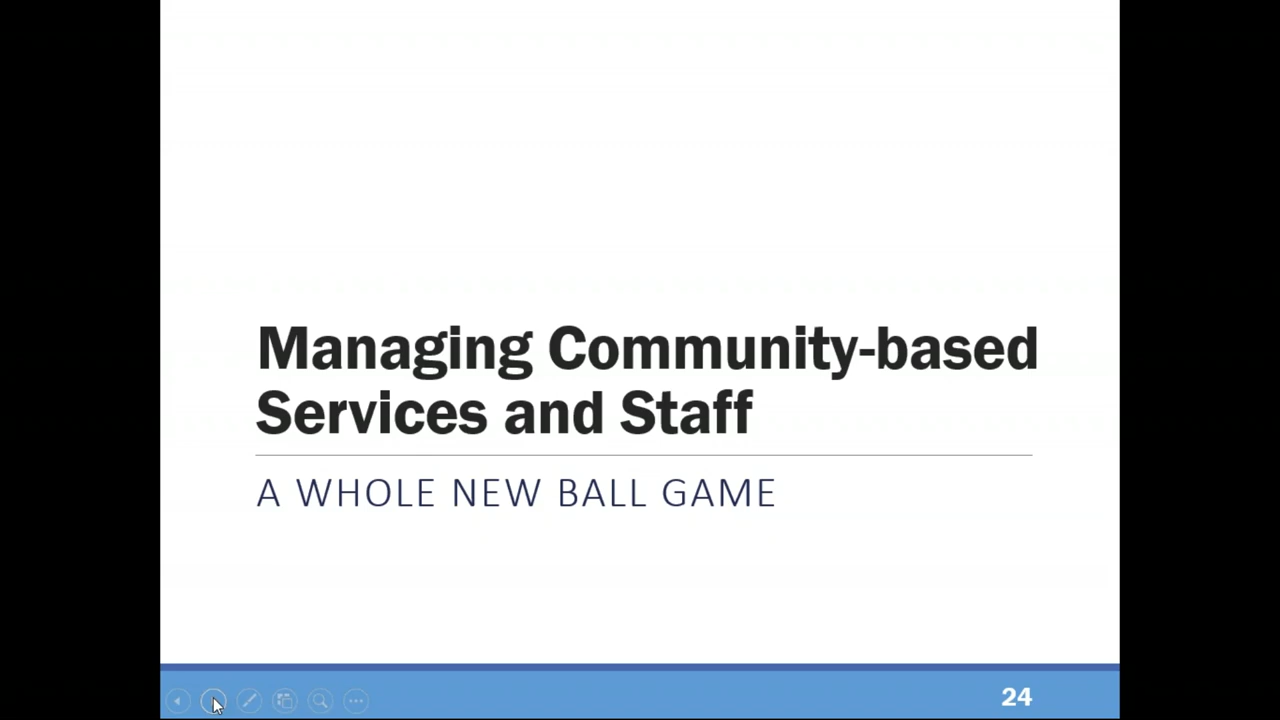 Managing Community-based
Services and Staff
A WHOLE NEW BALL GAME
24